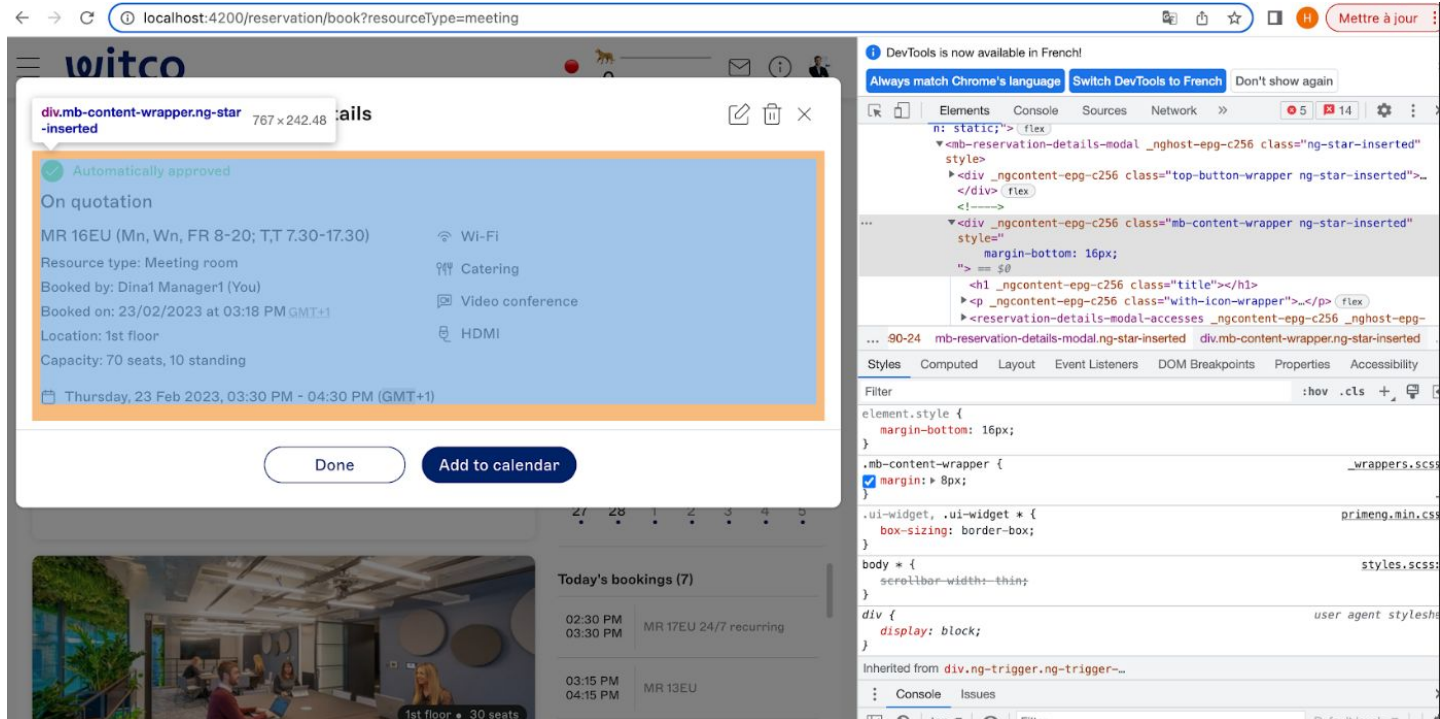 localhost:4200/reservation/book?resourceType=meeting
H
Mettre à jour
witco
div.mb-content-wrapper.ng-star
-inserted
767 × 242.48
ails
Automatically approved
On quotation
MR 16EU (Mn, Wn, FR 8-20; T,T 7.30-17.30)
Resource type: Meeting room
Booked by: Dina1 Manager1 (You)
Booked on: 23/02/2023 at 03:18 PM GMT+1
Location: 1st floor
Capacity: 70 seats, 10 standing
Wi-Fi
Catering
Video conference
HDMI
Thursday, 23 Feb 2023, 03:30 PM - 04:30 PM (GMT+1)
Done
Add to calendar
27 28 1 2 3 4 5
Today's bookings (7)
02:30 PM
03:30 PM
MR 17EU 24/7 recurring
03:15 PM
04:15 PM
MR 13EU
1st floor • 30 seats
DevTools is now available in French!
Always match Chrome's language
Switch DevTools to French
Don't show again
Elements Console Sources Network » 5 14
n: static;"> flex
▼<mb-reservation-details-modal _nghost-epg-c256 class="ng-star-inserted"
style>
▶<div _ngcontent-epg-c256 class="top-button-wrapper ng-star-inserted">…
</div> flex
<!---->
… ▼<div _ngcontent-epg-c256 class="mb-content-wrapper ng-star-inserted"
style="
margin-bottom: 16px;
"> == $0
<h1 _ngcontent-epg-c256 class="title"></h1>
▶<p _ngcontent-epg-c256 class="with-icon-wrapper">…</p> flex
▶<reservation-details-modal-accesses _ngcontent-epg-c256 _nghost-epg-
… 90-24 mb-reservation-details-modal.ng-star-inserted div.mb-content-wrapper.ng-star-inserted
Styles Computed Layout Event Listeners DOM Breakpoints Properties Accessibility
Filter
:hov .cls +
element.style {
margin-bottom: 16px;
}
.mb-content-wrapper {
_wrappers.scss
margin: ▶ 8px;
}
.ui-widget, .ui-widget * {
primeng.min.css
box-sizing: border-box;
}
body * {
styles.scss:
scrollbar-width: thin;
}
div {
user agent styleshe
display: block;
}
Inherited from div.ng-trigger.ng-trigger-…
Console Issues